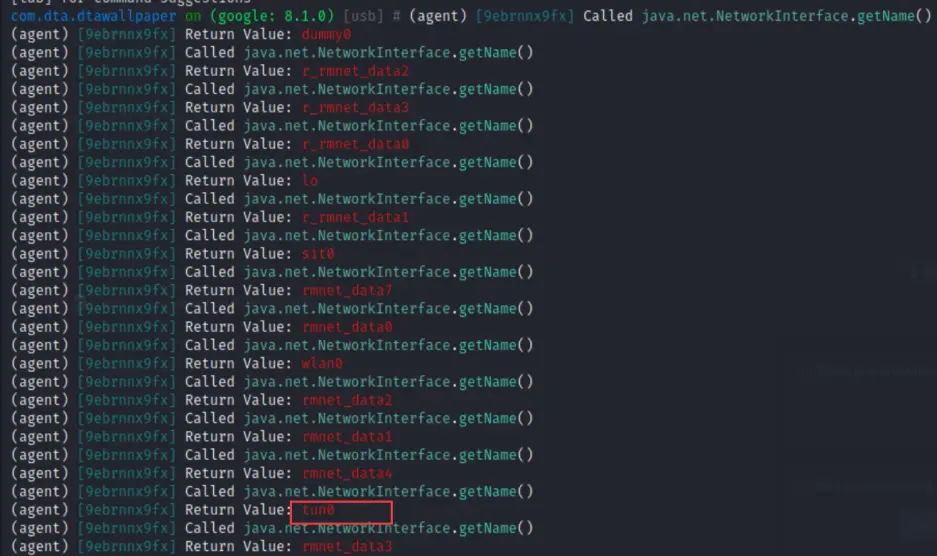 [tab] for command suggestions
com.dta.dtawallpaper on (google: 8.1.0) [usb] # (agent) [9ebrnnx9fx] Called java.net.NetworkInterface.getName()
(agent) [9ebrnnx9fx] Return Value: dummy0
(agent) [9ebrnnx9fx] Called java.net.NetworkInterface.getName()
(agent) [9ebrnnx9fx] Return Value: r_rmnet_data2
(agent) [9ebrnnx9fx] Called java.net.NetworkInterface.getName()
(agent) [9ebrnnx9fx] Return Value: r_rmnet_data3
(agent) [9ebrnnx9fx] Called java.net.NetworkInterface.getName()
(agent) [9ebrnnx9fx] Return Value: r_rmnet_data0
(agent) [9ebrnnx9fx] Called java.net.NetworkInterface.getName()
(agent) [9ebrnnx9fx] Return Value: lo
(agent) [9ebrnnx9fx] Called java.net.NetworkInterface.getName()
(agent) [9ebrnnx9fx] Return Value: r_rmnet_data1
(agent) [9ebrnnx9fx] Called java.net.NetworkInterface.getName()
(agent) [9ebrnnx9fx] Return Value: sit0
(agent) [9ebrnnx9fx] Called java.net.NetworkInterface.getName()
(agent) [9ebrnnx9fx] Return Value: rmnet_data7
(agent) [9ebrnnx9fx] Called java.net.NetworkInterface.getName()
(agent) [9ebrnnx9fx] Return Value: rmnet_data0
(agent) [9ebrnnx9fx] Called java.net.NetworkInterface.getName()
(agent) [9ebrnnx9fx] Return Value: wlan0
(agent) [9ebrnnx9fx] Called java.net.NetworkInterface.getName()
(agent) [9ebrnnx9fx] Return Value: rmnet_data2
(agent) [9ebrnnx9fx] Called java.net.NetworkInterface.getName()
(agent) [9ebrnnx9fx] Return Value: rmnet_data1
(agent) [9ebrnnx9fx] Called java.net.NetworkInterface.getName()
(agent) [9ebrnnx9fx] Return Value: rmnet_data4
(agent) [9ebrnnx9fx] Called java.net.NetworkInterface.getName()
(agent) [9ebrnnx9fx] Return Value: tun0
(agent) [9ebrnnx9fx] Called java.net.NetworkInterface.getName()
(agent) [9ebrnnx9fx] Return Value: rmnet_data3